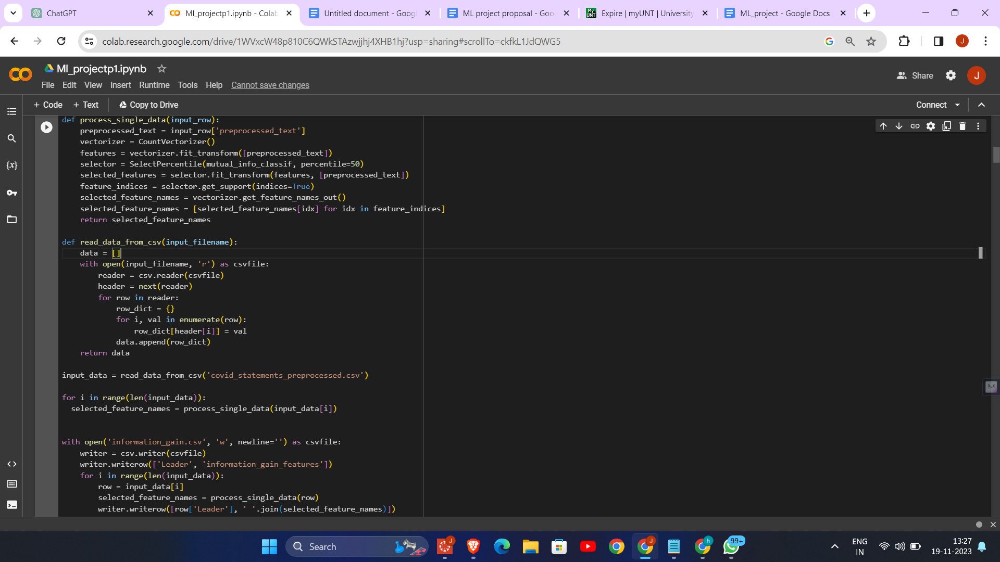 ChatGPT
Ml_projectp1.ipynb - Colab
Untitled document - Goog
ML project proposal - Goo
Expire | myUNT | University
ML_project - Google Docs
colab.research.google.com/drive/1WVxcW48p810C6QWkSTAzwjjhj4XHB1hj?usp=sharing#scrollTo=ckfkL1JdQWG5
J
Ml_projectp1.ipynb
File Edit View Insert Runtime Tools Help Cannot save changes
Share
J
+ Code + Text Copy to Drive
Connect
def process_single_data(input_row):
    preprocessed_text = input_row['preprocessed_text']
    vectorizer = CountVectorizer()
    features = vectorizer.fit_transform([preprocessed_text])
    selector = SelectPercentile(mutual_info_classif, percentile=50)
    selected_features = selector.fit_transform(features, [preprocessed_text])
    feature_indices = selector.get_support(indices=True)
    selected_feature_names = vectorizer.get_feature_names_out()
    selected_feature_names = [selected_feature_names[idx] for idx in feature_indices]
    return selected_feature_names
def read_data_from_csv(input_filename):
    data = []
    with open(input_filename, 'r') as csvfile:
        reader = csv.reader(csvfile)
        header = next(reader)
        for row in reader:
            row_dict = {}
            for i, val in enumerate(row):
                row_dict[header[i]] = val
            data.append(row_dict)
    return data
input_data = read_data_from_csv('covid_statements_preprocessed.csv')
for i in range(len(input_data)):
  selected_feature_names = process_single_data(input_data[i])
with open('information_gain.csv', 'w', newline='') as csvfile:
    writer = csv.writer(csvfile)
    writer.writerow(['Leader', 'information_gain_features'])
    for i in range(len(input_data)):
        row = input_data[i]
        selected_feature_names = process_single_data(row)
        writer.writerow([row['Leader'], ' '.join(selected_feature_names)])
{x}
Search
J
J
h
99+
ENG
IN
13:27
19-11-2023